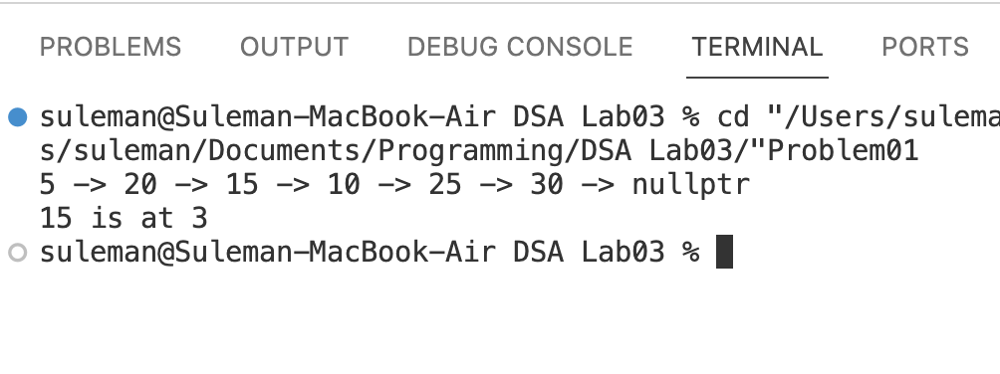 PROBLEMS OUTPUT DEBUG CONSOLE TERMINAL PORTS
suleman@Suleman-MacBook-Air DSA Lab03 % cd "/Users/sulema
s/suleman/Documents/Programming/DSA Lab03/"Problem01
5 -> 20 -> 15 -> 10 -> 25 -> 30 -> nullptr
15 is at 3
suleman@Suleman-MacBook-Air DSA Lab03 %